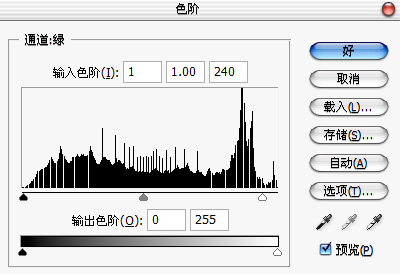 色阶
通道:绿
好
输入色阶(I): 1 1.00 240
取消
载入(L)...
存储(S)...
自动(A)
选项(T)...
输出色阶(O): 0 255
预览(P)